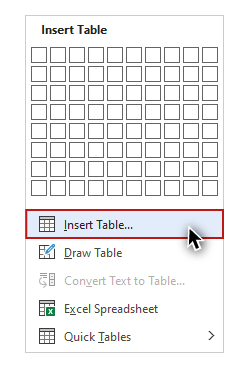 Insert Table
Insert Table...
Draw Table
Convert Text to Table...
Excel Spreadsheet
Quick Tables